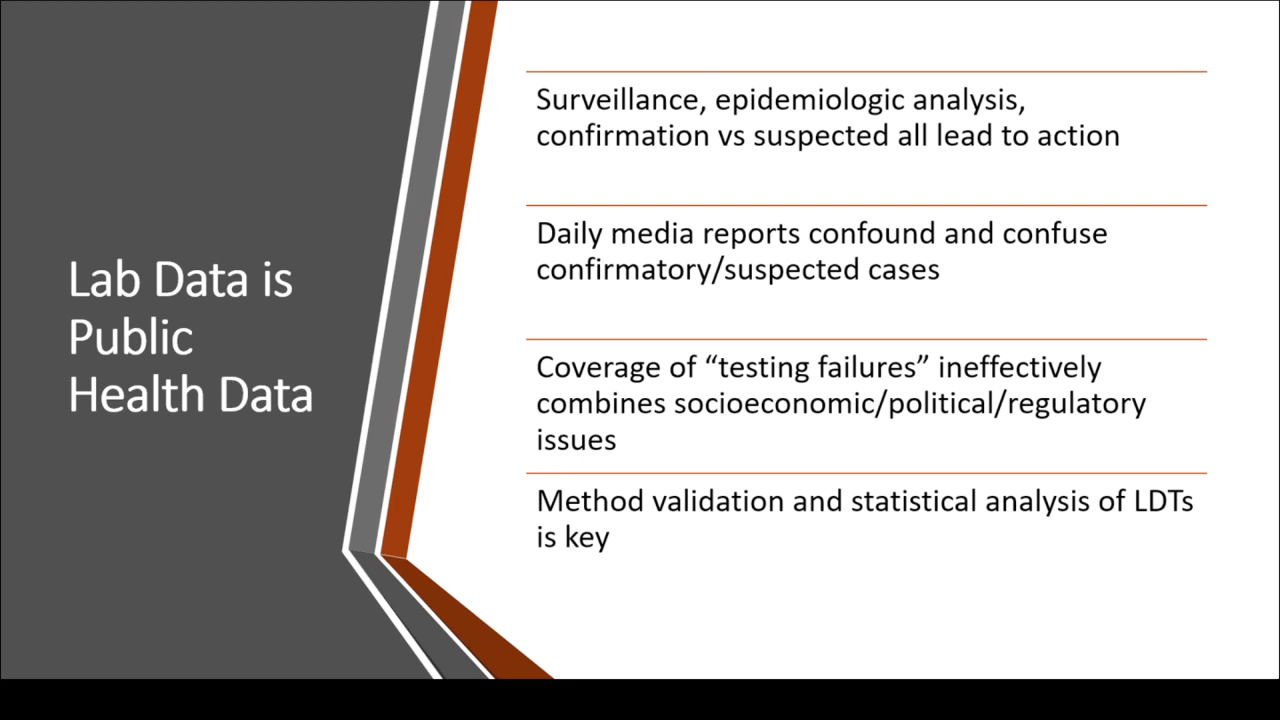 Lab Data is
Public
Health Data
Surveillance, epidemiologic analysis,
confirmation vs suspected all lead to action
Daily media reports confound and confuse
confirmatory/suspected cases
Coverage of “testing failures” ineffectively
combines socioeconomic/political/regulatory
issues
Method validation and statistical analysis of LDTs
is key